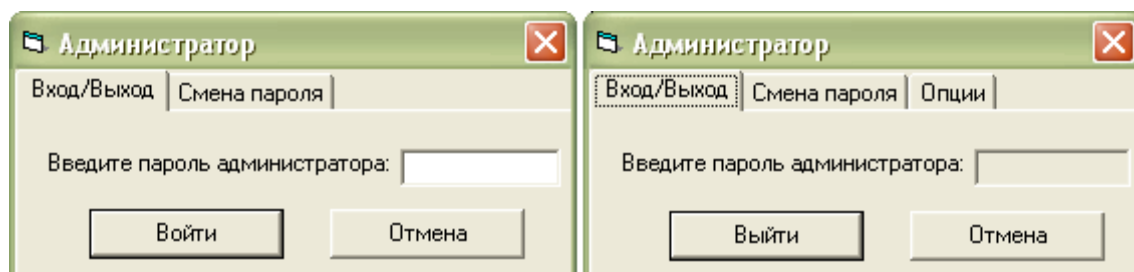 Администратор
Вход/Выход Смена пароля
Введите пароль администратора:
Войти Отмена
Администратор
Вход/Выход Смена пароля Опции
Введите пароль администратора:
Выйти Отмена